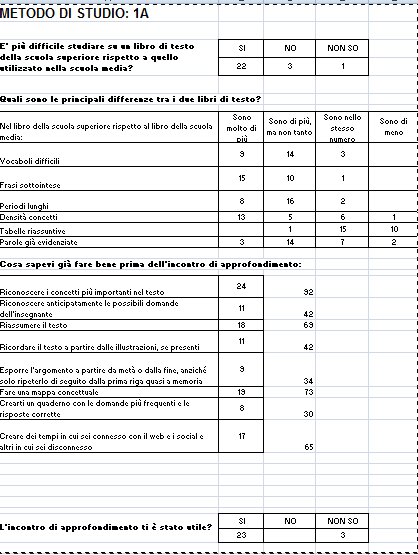 METODO DI STUDIO: 1A
E' più difficile studiare su un libro di testo
della scuola superiore rispetto a quello
utilizzato nella scuola media?
SI NO NON SO
22 3 1
Quali sono le principali differenze tra i due libri di testo?
Nel libro della scuola superiore rispetto al libro della scuola
media:
Sono
molto di
più
Sono di più,
ma non tanto
Sono nello
stesso
numero
Sono di
meno
Vocaboli difficili 9 14 3
Frasi sottointese 15 10 1
Periodi lunghi 8 16 2
Densità concetti 13 5 6 1
Tabelle riassuntive 1 15 10
Parole già evidenziate 3 14 7 2
Cosa sapevi già fare bene prima dell'incontro di approfondimento:
Riconoscere i concetti più importanti nel testo 24 92
Riconoscere anticipatamente le possibili domande
dell'insegnante 11 42
Riassumere il testo 18 69
Ricordare il testo a partire dalle illustrazioni, se presenti 11 42
Esporre l'argomento a partire da metà o dalla fine, anziché
solo ripeterlo di seguito dalla prima riga quasi a memoria 9 34
Fare una mappa concettuale 19 73
Crearti un quaderno con le domande più frequenti e le
risposte corrette 8 30
Creare dei tempi in cui sei connesso con il web e i social e
altri in cui sei disconnesso 17 65
L'incontro di approfondimento ti è stato utile?
SI NO NON SO
23 3